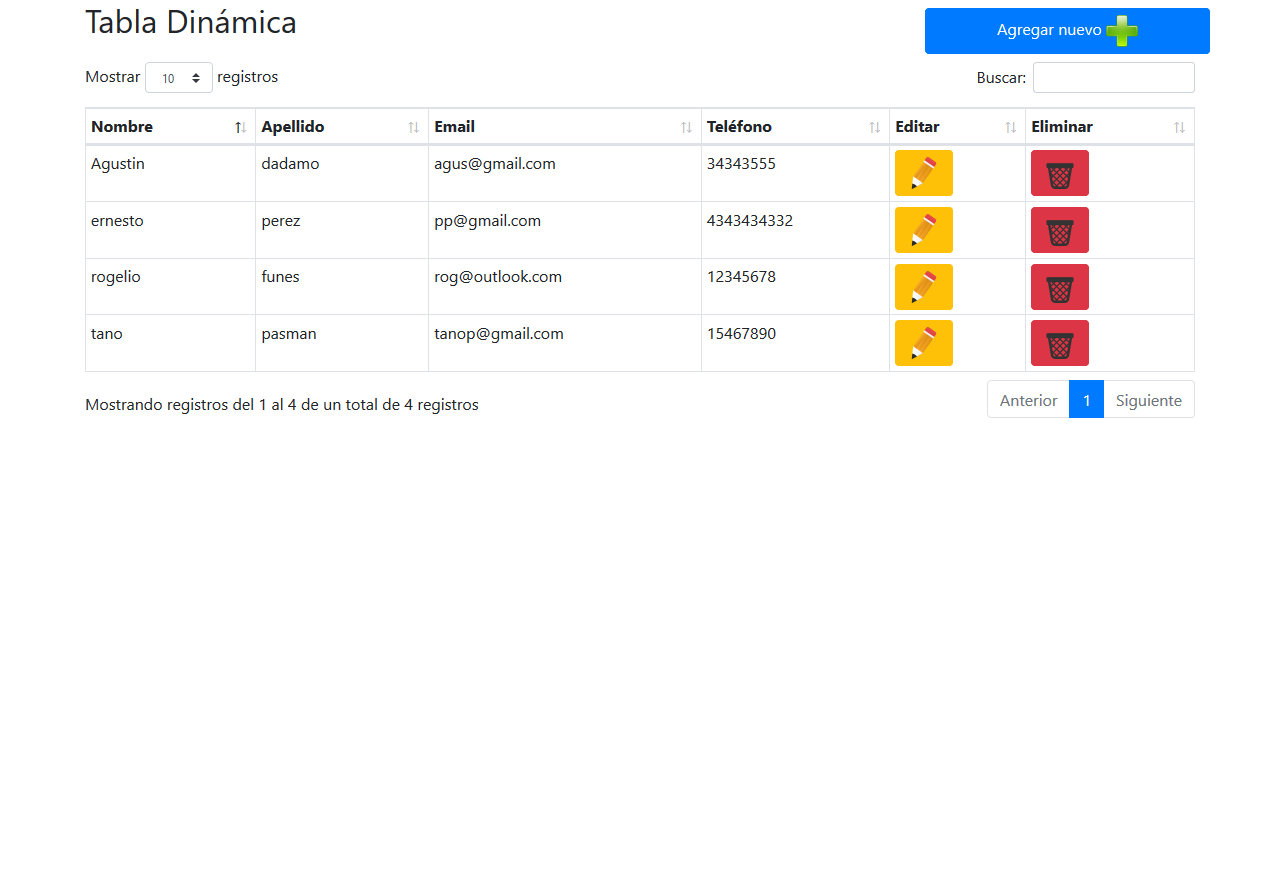 Tabla Dinámica
Agregar nuevo
Mostrar 10 registros
Buscar:
Nombre Apellido Email Teléfono Editar Eliminar
Agustin dadamo agus@gmail.com 34343555
ernesto perez pp@gmail.com 4343434332
rogelio funes rog@outlook.com 12345678
tano pasman tanop@gmail.com 15467890
Mostrando registros del 1 al 4 de un total de 4 registros
Anterior 1 Siguiente